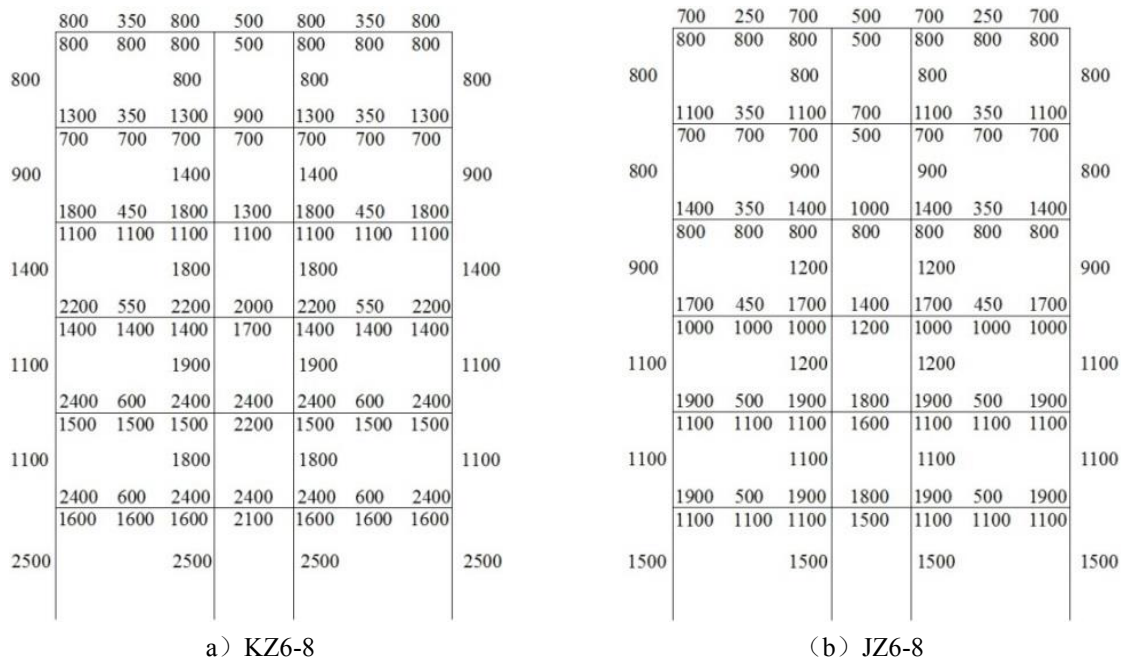 800 350 800 500 800 350 800
800 800 800 500 800 800 800
800 800 800 800
1300 350 1300 900 1300 350 1300
700 700 700 700 700 700 700
900 1400 1400 900
1800 450 1800 1300 1800 450 1800
1100 1100 1100 1100 1100 1100 1100
1400 1800 1800 1400
2200 550 2200 2000 2200 550 2200
1400 1400 1400 1700 1400 1400 1400
1100 1900 1900 1100
2400 600 2400 2400 2400 600 2400
1500 1500 1500 2200 1500 1500 1500
1100 1800 1800 1100
2400 600 2400 2400 2400 600 2400
1600 1600 1600 2100 1600 1600 1600
2500 2500 2500 2500
a）KZ6-8
700 250 700 500 700 250 700
800 800 800 500 800 800 800
800 800 800 800
1100 350 1100 700 1100 350 1100
700 700 700 500 700 700 700
800 900 900 800
1400 350 1400 1000 1400 350 1400
800 800 800 800 800 800 800
900 1200 1200 900
1700 450 1700 1400 1700 450 1700
1000 1000 1000 1200 1000 1000 1000
1100 1200 1200 1100
1900 500 1900 1800 1900 500 1900
1100 1100 1100 1600 1100 1100 1100
1100 1100 1100 1100
1900 500 1900 1800 1900 500 1900
1100 1100 1100 1500 1100 1100 1100
1500 1500 1500 1500
（b）JZ6-8